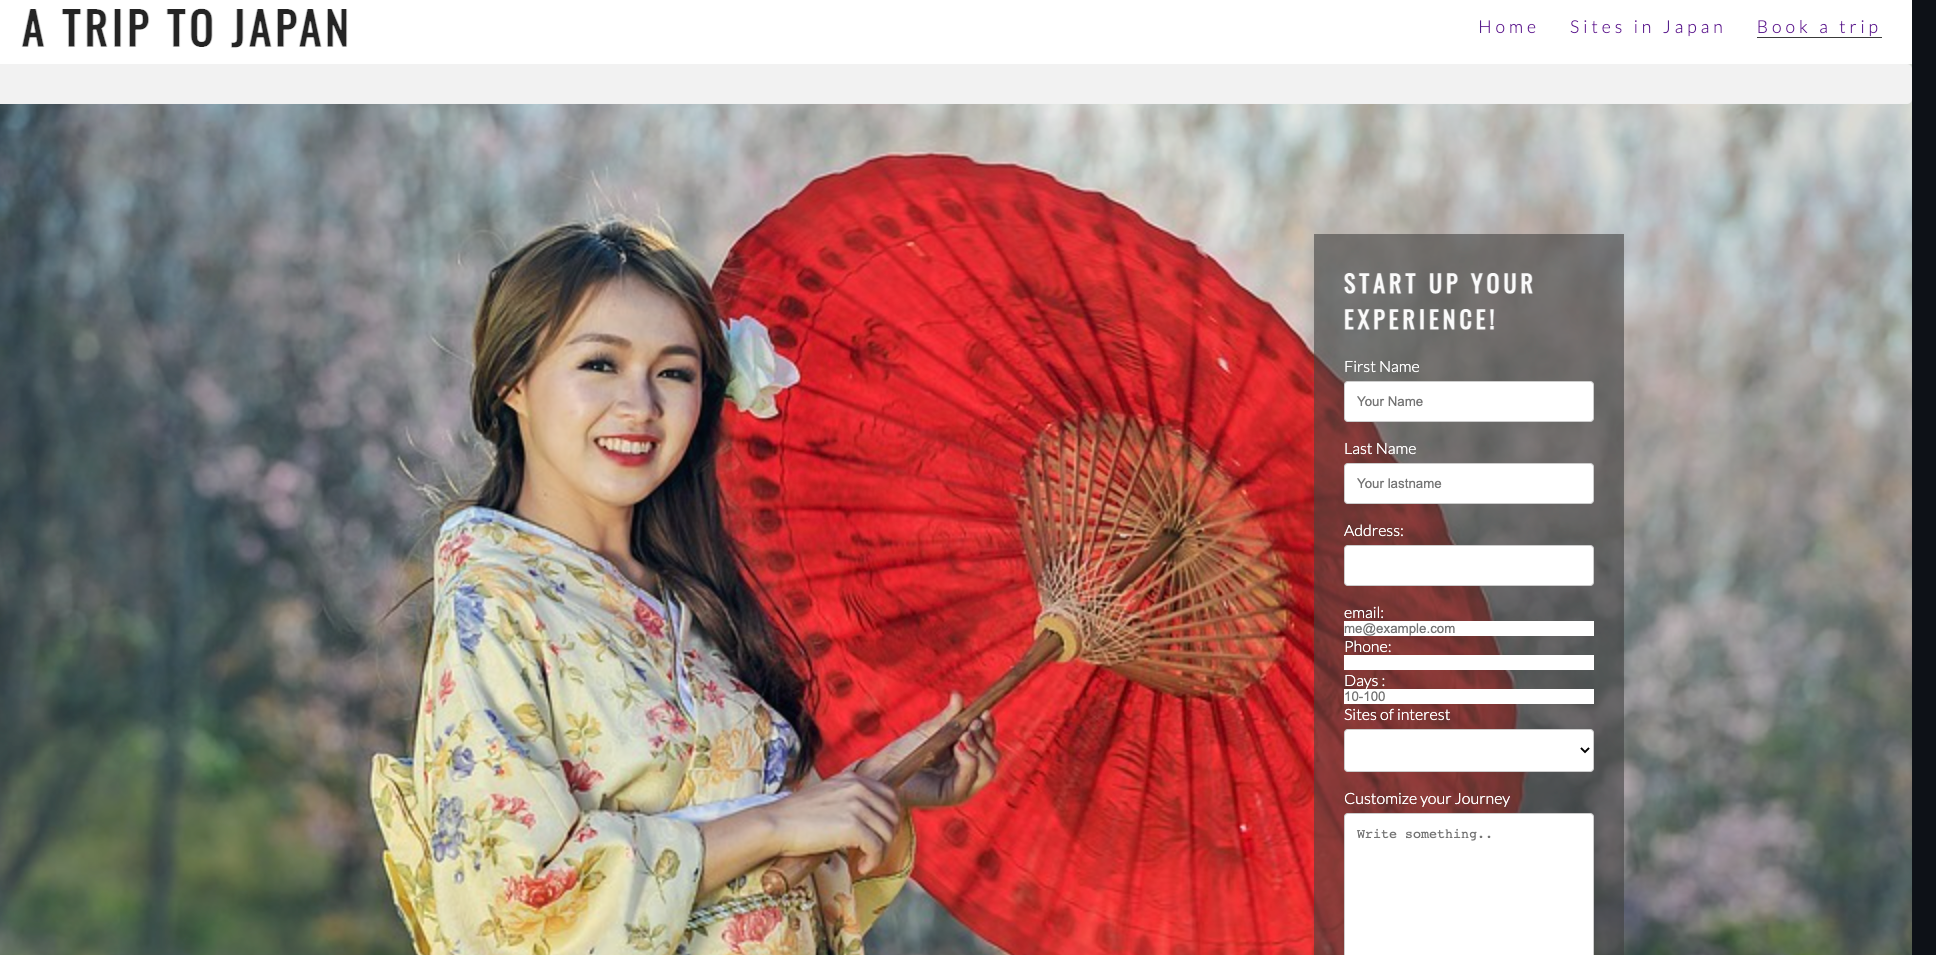 A TRIP TO JAPAN
Home Sites in Japan Book a trip
START UP YOUR
EXPERIENCE!
First Name
Your Name
Last Name
Your lastname
Address:
email:
me@example.com
Phone:
Days :
10-100
Sites of interest
Customize your Journey
Write something..